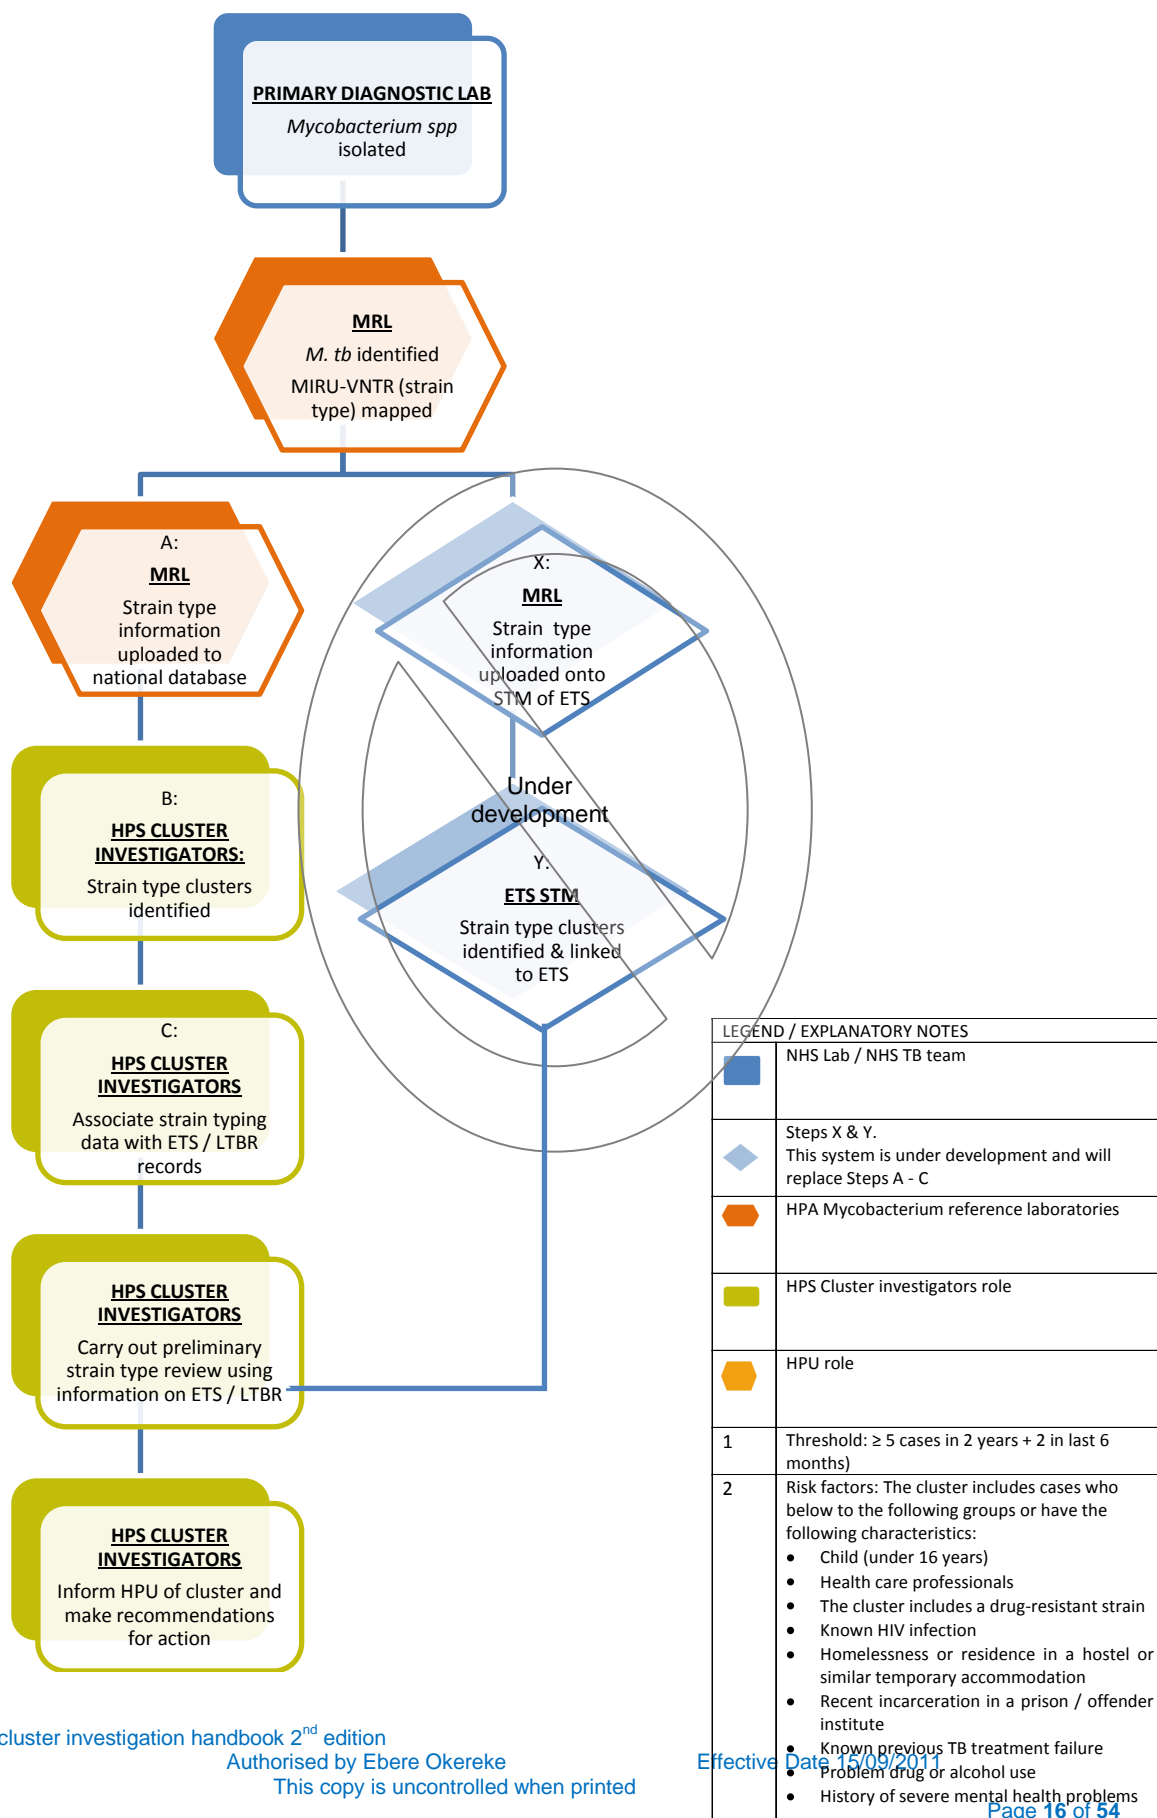 PRIMARY DIAGNOSTIC LAB
Mycobacterium spp
isolated
MRL
M. tb identified
MIRU-VNTR (strain
type) mapped
A:
MRL
Strain type
information
uploaded to
national database
X:
MRL
Strain type
information
uploaded onto
STM of ETS
Under
development
B:
HPS CLUSTER
INVESTIGATORS:
Strain type clusters
identified
Y:
ETS STM
Strain type clusters
identified & linked
to ETS
C:
HPS CLUSTER
INVESTIGATORS
Associate strain typing
data with ETS / LTBR
records
HPS CLUSTER
INVESTIGATORS
Carry out preliminary
strain type review using
information on ETS / LTBR
HPS CLUSTER
INVESTIGATORS
Inform HPU of cluster and
make recommendations
for action
LEGEND / EXPLANATORY NOTES
NHS Lab / NHS TB team
Steps X & Y.
This system is under development and will
replace Steps A - C
HPA Mycobacterium reference laboratories
HPS Cluster investigators role
HPU role
1 Threshold: ≥ 5 cases in 2 years + 2 in last 6
months)
2 Risk factors: The cluster includes cases who
below to the following groups or have the
following characteristics:
• Child (under 16 years)
• Health care professionals
• The cluster includes a drug-resistant strain
• Known HIV infection
• Homelessness or residence in a hostel or
similar temporary accommodation
• Recent incarceration in a prison / offender
institute
• Known previous TB treatment failure
• Problem drug or alcohol use
• History of severe mental health problems
cluster investigation handbook 2nd edition
Authorised by Ebere Okereke Effective Date 15/09/2011
This copy is uncontrolled when printed
Page 16 of 54